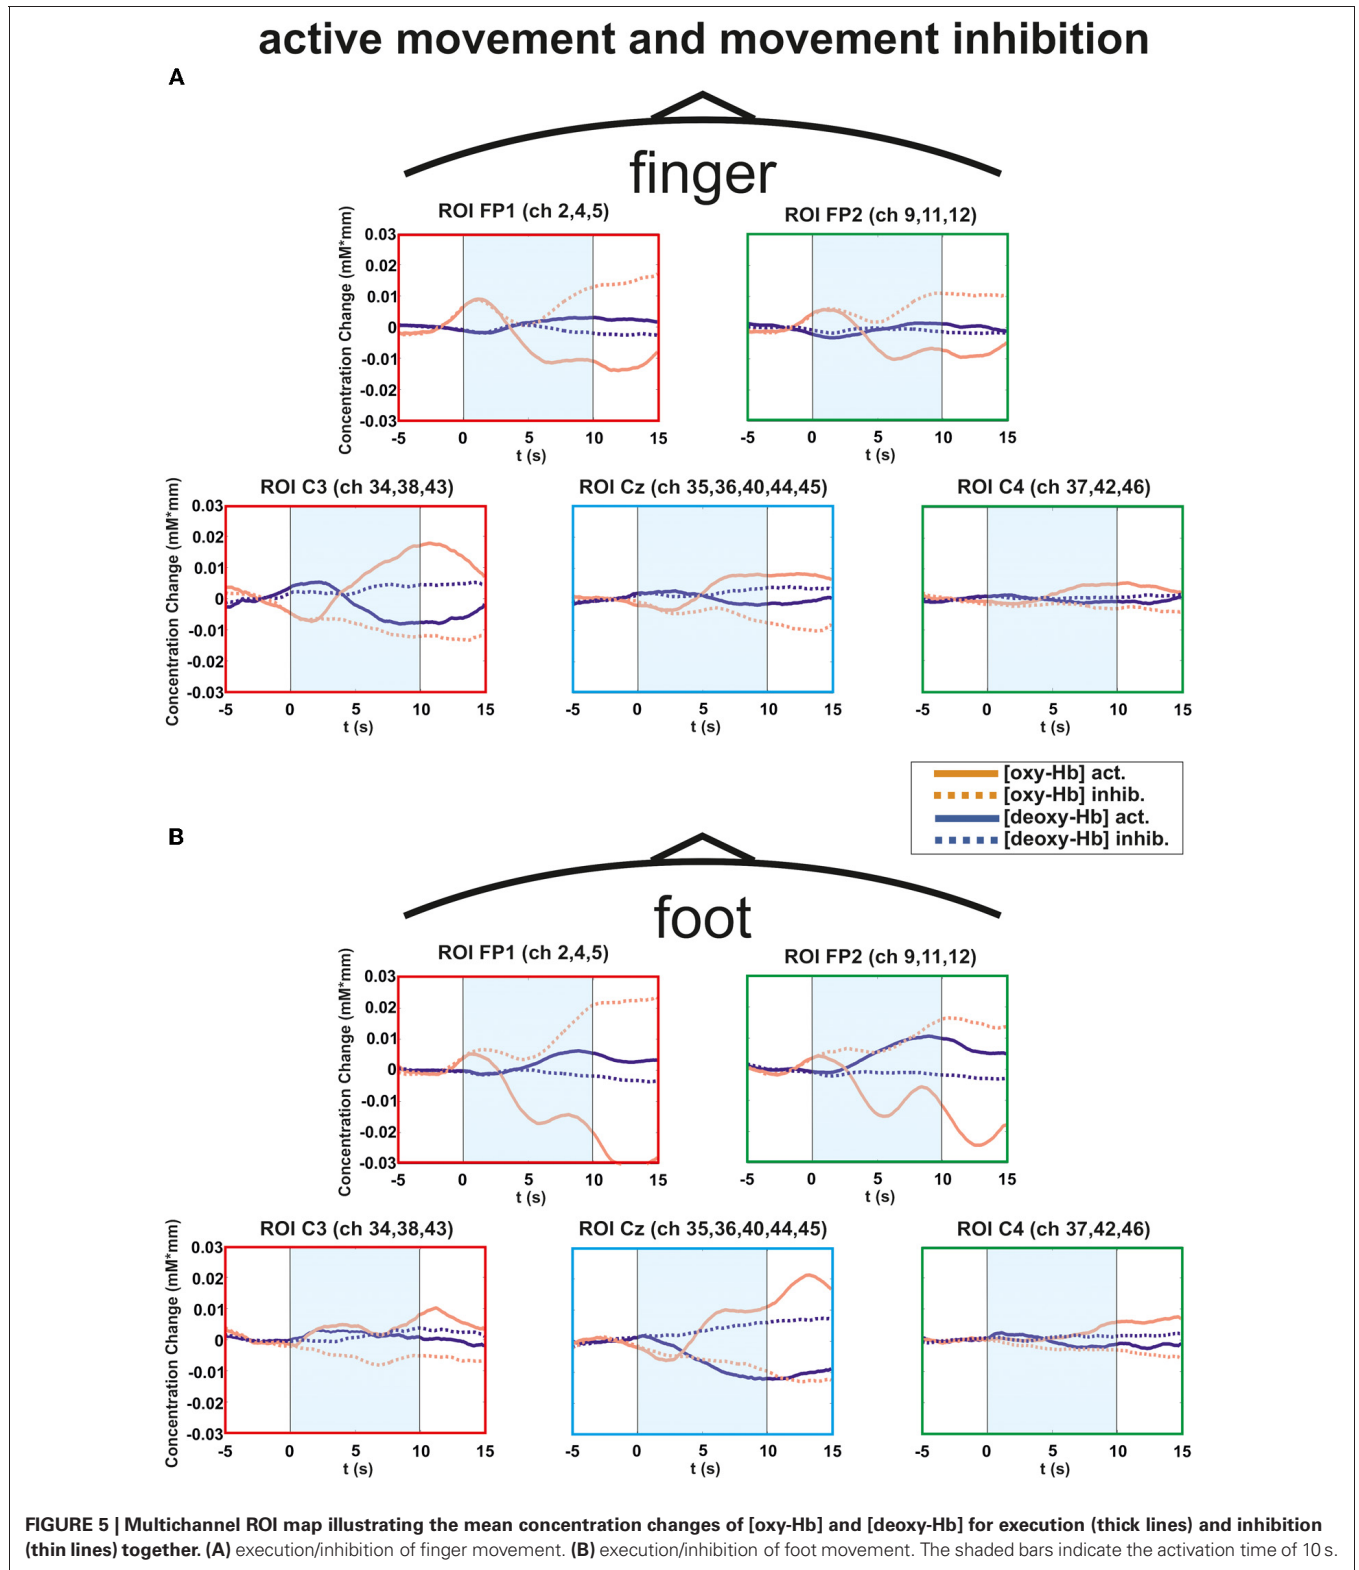 active movement and movement inhibition
A
finger
ROI FP1 (ch 2,4,5)
ROI FP2 (ch 9,11,12)
Concentration Change (mM*mm)
0.03
0.02
0.01
0
-0.01
-0.02
-0.03
-5 0 5 10 15
t (s)
-5 0 5 10 15
t (s)
ROI C3 (ch 34,38,43)
ROI Cz (ch 35,36,40,44,45)
ROI C4 (ch 37,42,46)
Concentration Change (mM*mm)
0.03
0.02
0.01
0
-0.01
-0.02
-0.03
-5 0 5 10 15
t (s)
-5 0 5 10 15
t (s)
-5 0 5 10 15
t (s)
[oxy-Hb] act.
[oxy-Hb] inhib.
[deoxy-Hb] act.
[deoxy-Hb] inhib.
B
foot
ROI FP1 (ch 2,4,5)
ROI FP2 (ch 9,11,12)
Concentration Change (mM*mm)
0.03
0.02
0.01
0
-0.01
-0.02
-0.03
-5 0 5 10 15
t (s)
-5 0 5 10 15
t (s)
ROI C3 (ch 34,38,43)
ROI Cz (ch 35,36,40,44,45)
ROI C4 (ch 37,42,46)
Concentration Change (mM*mm)
0.03
0.02
0.01
0
-0.01
-0.02
-0.03
-5 0 5 10 15
t (s)
-5 0 5 10 15
t (s)
-5 0 5 10 15
t (s)
FIGURE 5 | Multichannel ROI map illustrating the mean concentration changes of [oxy-Hb] and [deoxy-Hb] for execution (thick lines) and inhibition
(thin lines) together. (A) execution/inhibition of finger movement. (B) execution/inhibition of foot movement. The shaded bars indicate the activation time of 10 s.